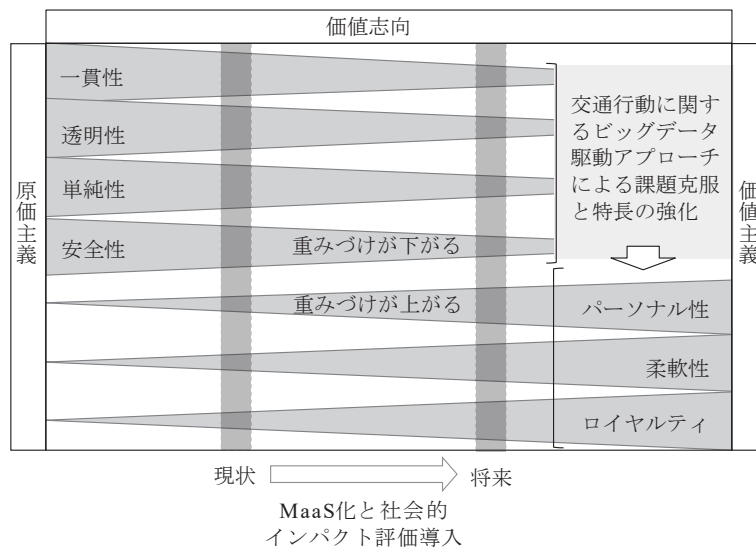 価値志向
原価主義
一貫性
透明性
単純性
安全性
重みづけが下がる
重みづけが上がる
交通行動に関す
るビッグデータ
駆動アプローチ
による課題克服
と特長の強化
パーソナル性
柔軟性
ロイヤルティ
価値主義
現状
将来
MaaS化と社会的
インパクト評価導入